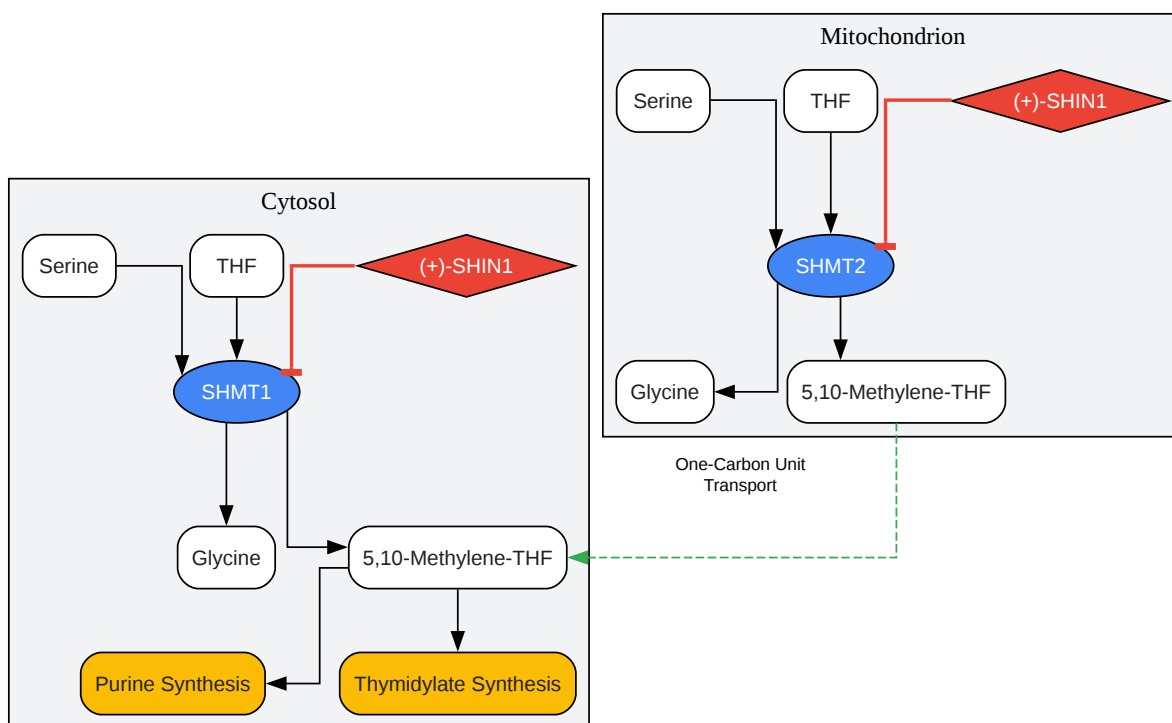 Mitochondrion
Serine
THF
(+)-SHIN1
SHMT2
Glycine
5,10-Methylene-THF
One-Carbon Unit
Transport
Cytosol
Serine
THF
(+)-SHIN1
SHMT1
Glycine
5,10-Methylene-THF
Purine Synthesis
Thymidylate Synthesis